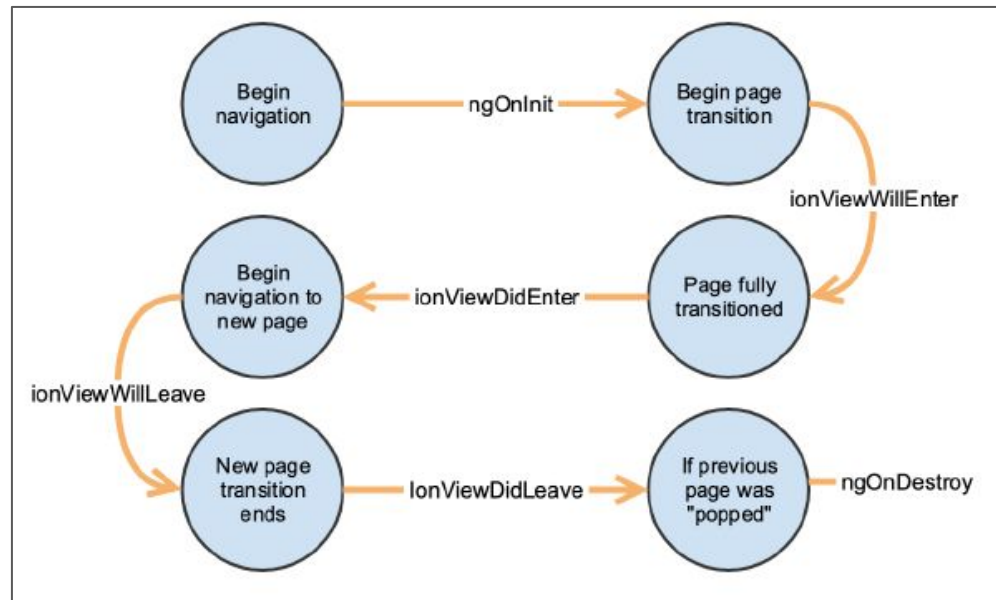 Begin
navigation
ngOnInit
Begin page
transition
ionViewWillEnter
Page fully
transitioned
ionViewDidEnter
Begin
navigation to
new page
ionViewWillLeave
New page
transition
ends
IonViewDidLeave
If previous
page was
"popped"
ngOnDestroy